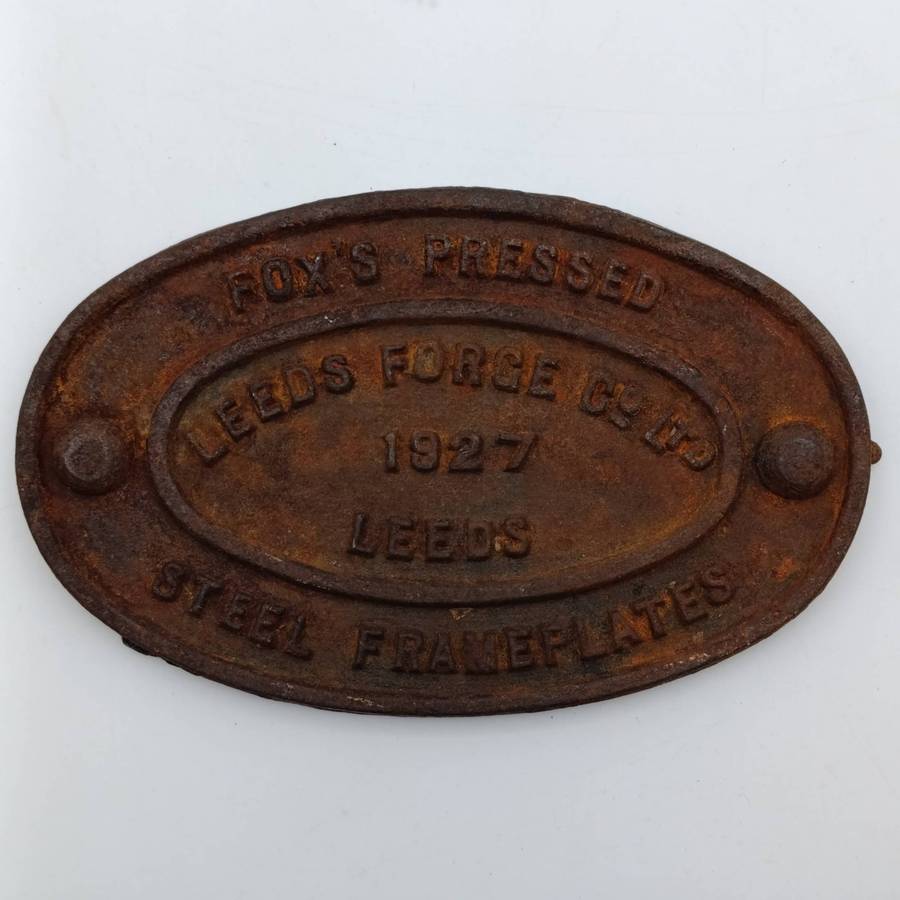 FOX'S PRESSED
LEEDS FORGE Cº LTD
1927
LEEDS
STEEL FRAMEPLATES